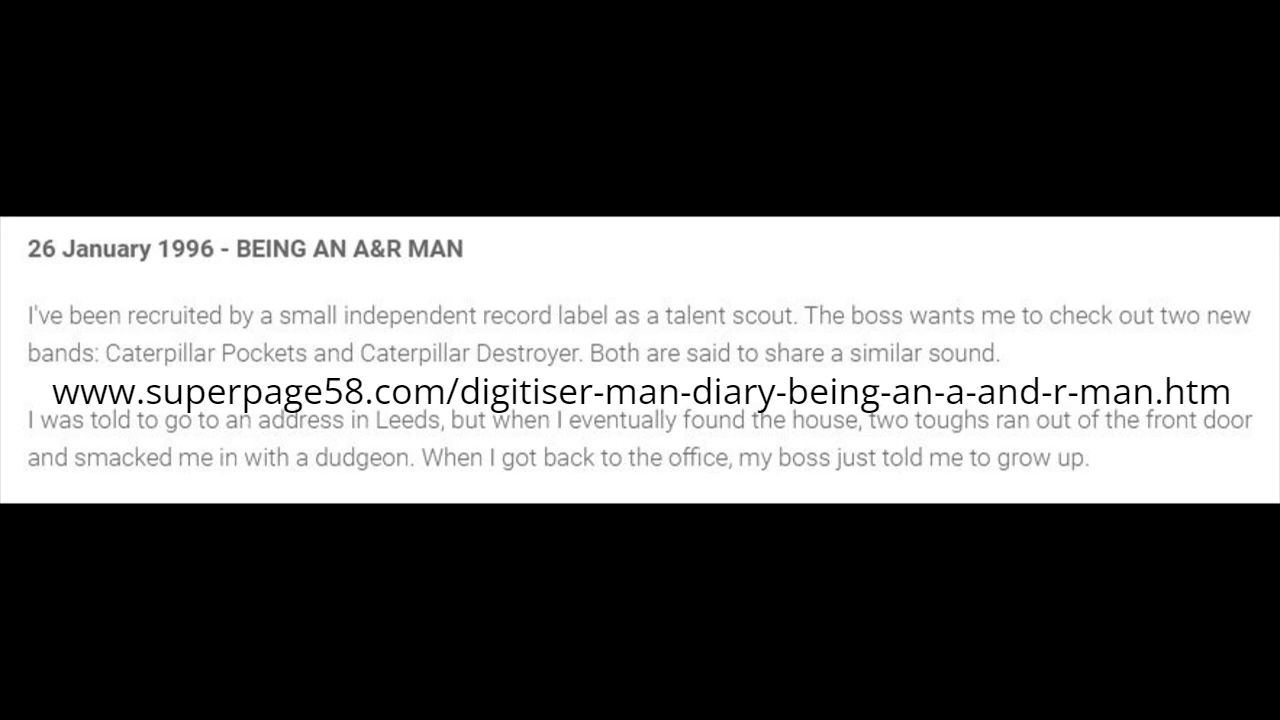 26 January 1996 - BEING AN A&R MAN
I've been recruited by a small independent record label as a talent scout. The boss wants me to check out two new
bands: Caterpillar Pockets and Caterpillar Destroyer. Both are said to share a similar sound.
www.superpage58.com/digitiser-man-diary-being-an-a-and-r-man.htm
I was told to go to an address in Leeds, but when I eventually found the house, two toughs ran out of the front door
and smacked me in with a dudgeon. When I got back to the office, my boss just told me to grow up.